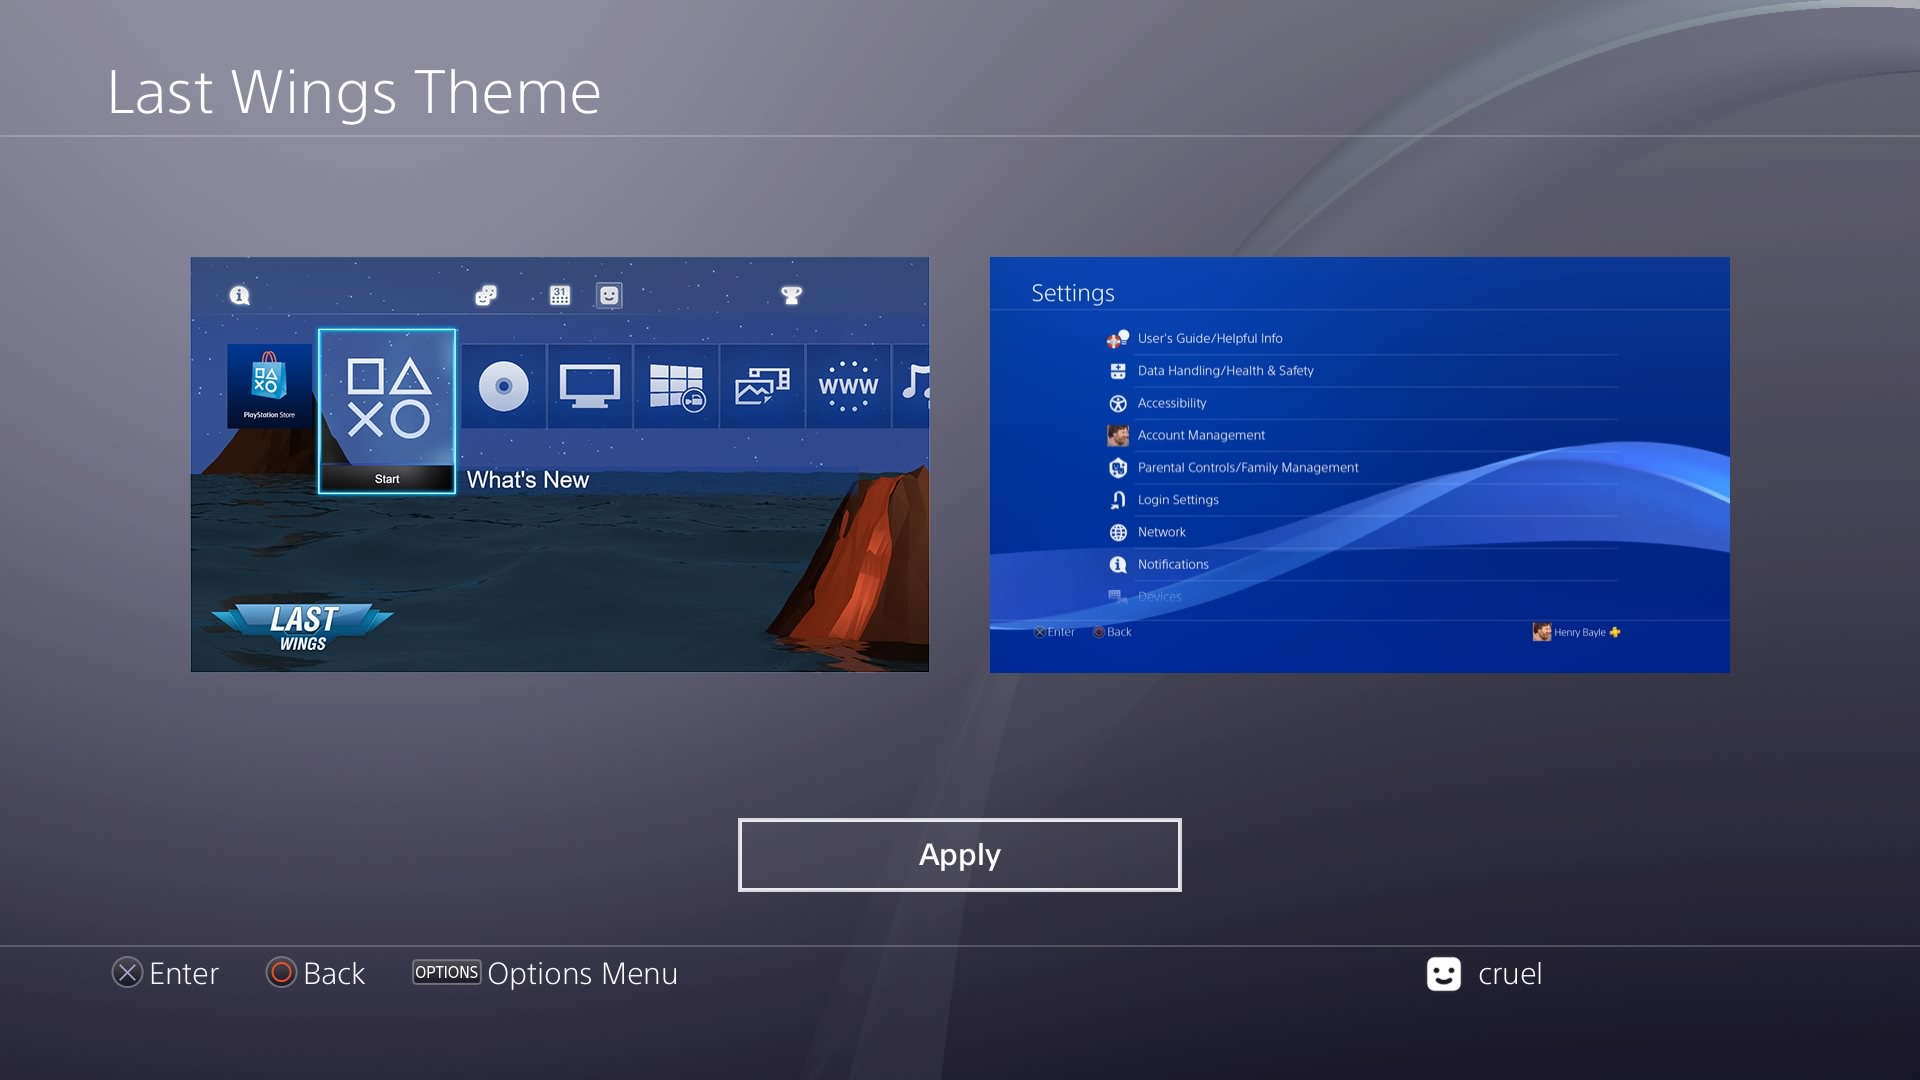 Last Wings Theme
31
PlayStation Store
WWW
Start
What's New
LAST
WINGS
Settings
User's Guide/Helpful Info
Data Handling/Health & Safety
Accessibility
Account Management
Parental Controls/Family Management
Login Settings
Network
Notifications
Devices
Enter Back
Henry Bayle
Apply
Enter Back OPTIONS Options Menu
cruel